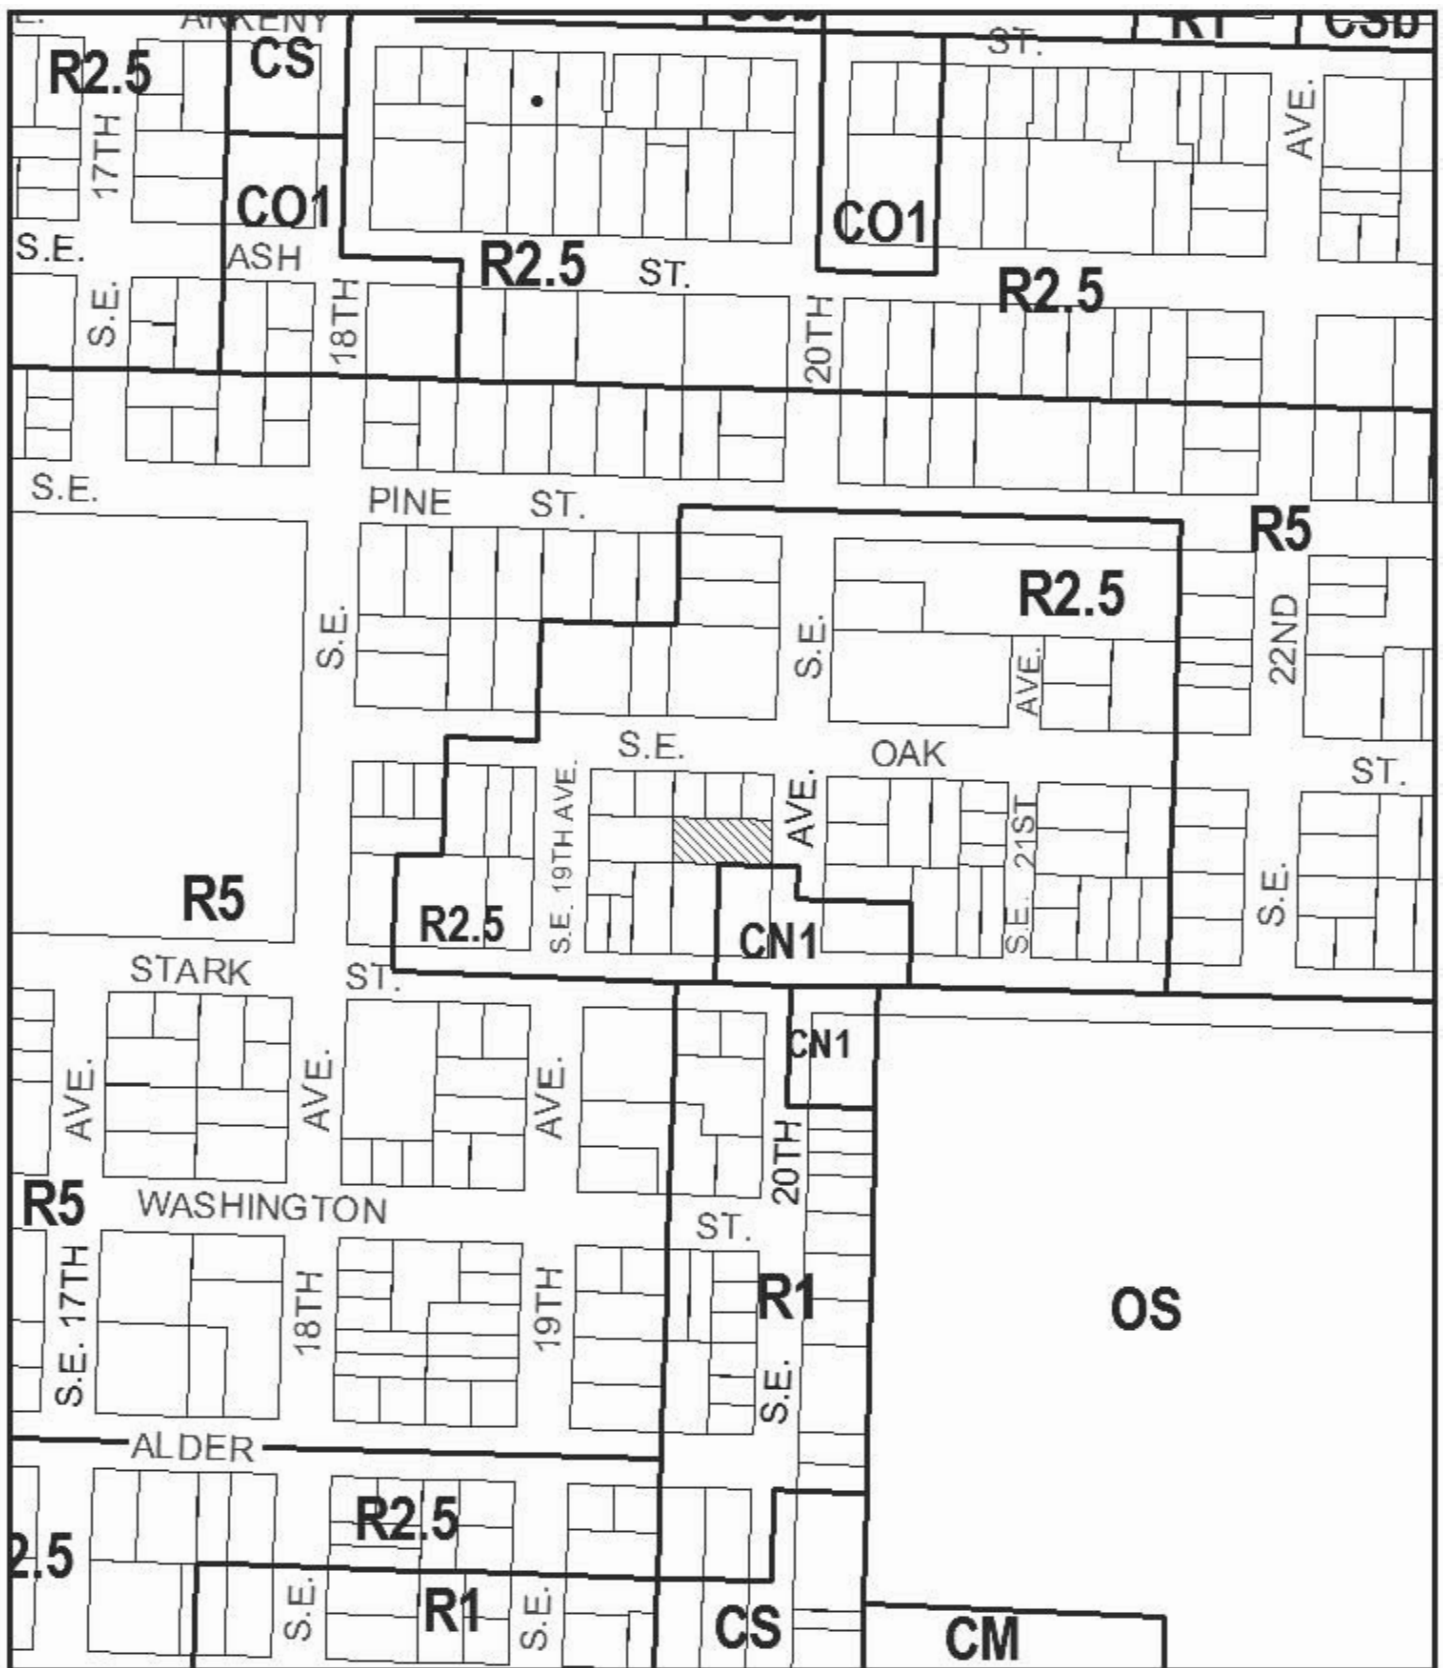 ANKENY
CS
R2.5
ST.
R1
CSb
17TH
AVE.
CO1
CO1
S.E.
ASH
R2.5
ST.
R2.5
S.E.
18TH
20TH
S.E.
PINE
ST.
R5
R2.5
S.E.
S.E.
AVE.
22ND
S.E.
OAK
ST.
S.E. 19TH AVE.
AVE.
S.E. 21ST
S.E.
R5
R2.5
CN1
STARK
ST.
CN1
AVE.
AVE.
AVE.
20TH
R5
WASHINGTON
ST.
S.E. 17TH
18TH
19TH
R1
S.E.
OS
ALDER
R2.5
2.5
S.E.
R1
S.E.
CS
CM